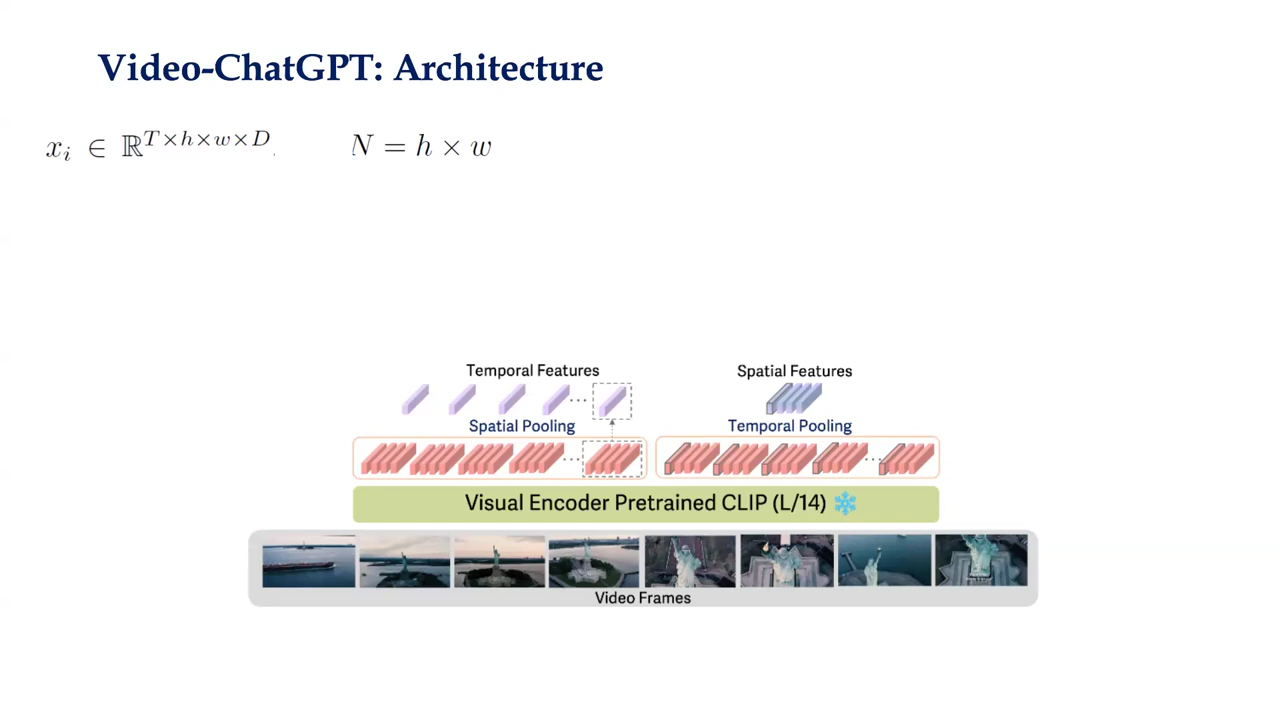 Video-ChatGPT: Architecture
x_i ∈ ℝ^{T×h×w×D}
N = h × w
Temporal Features
Spatial Features
...
Spatial Pooling
Temporal Pooling
...
...
Visual Encoder Pretrained CLIP (L/14)
Video Frames